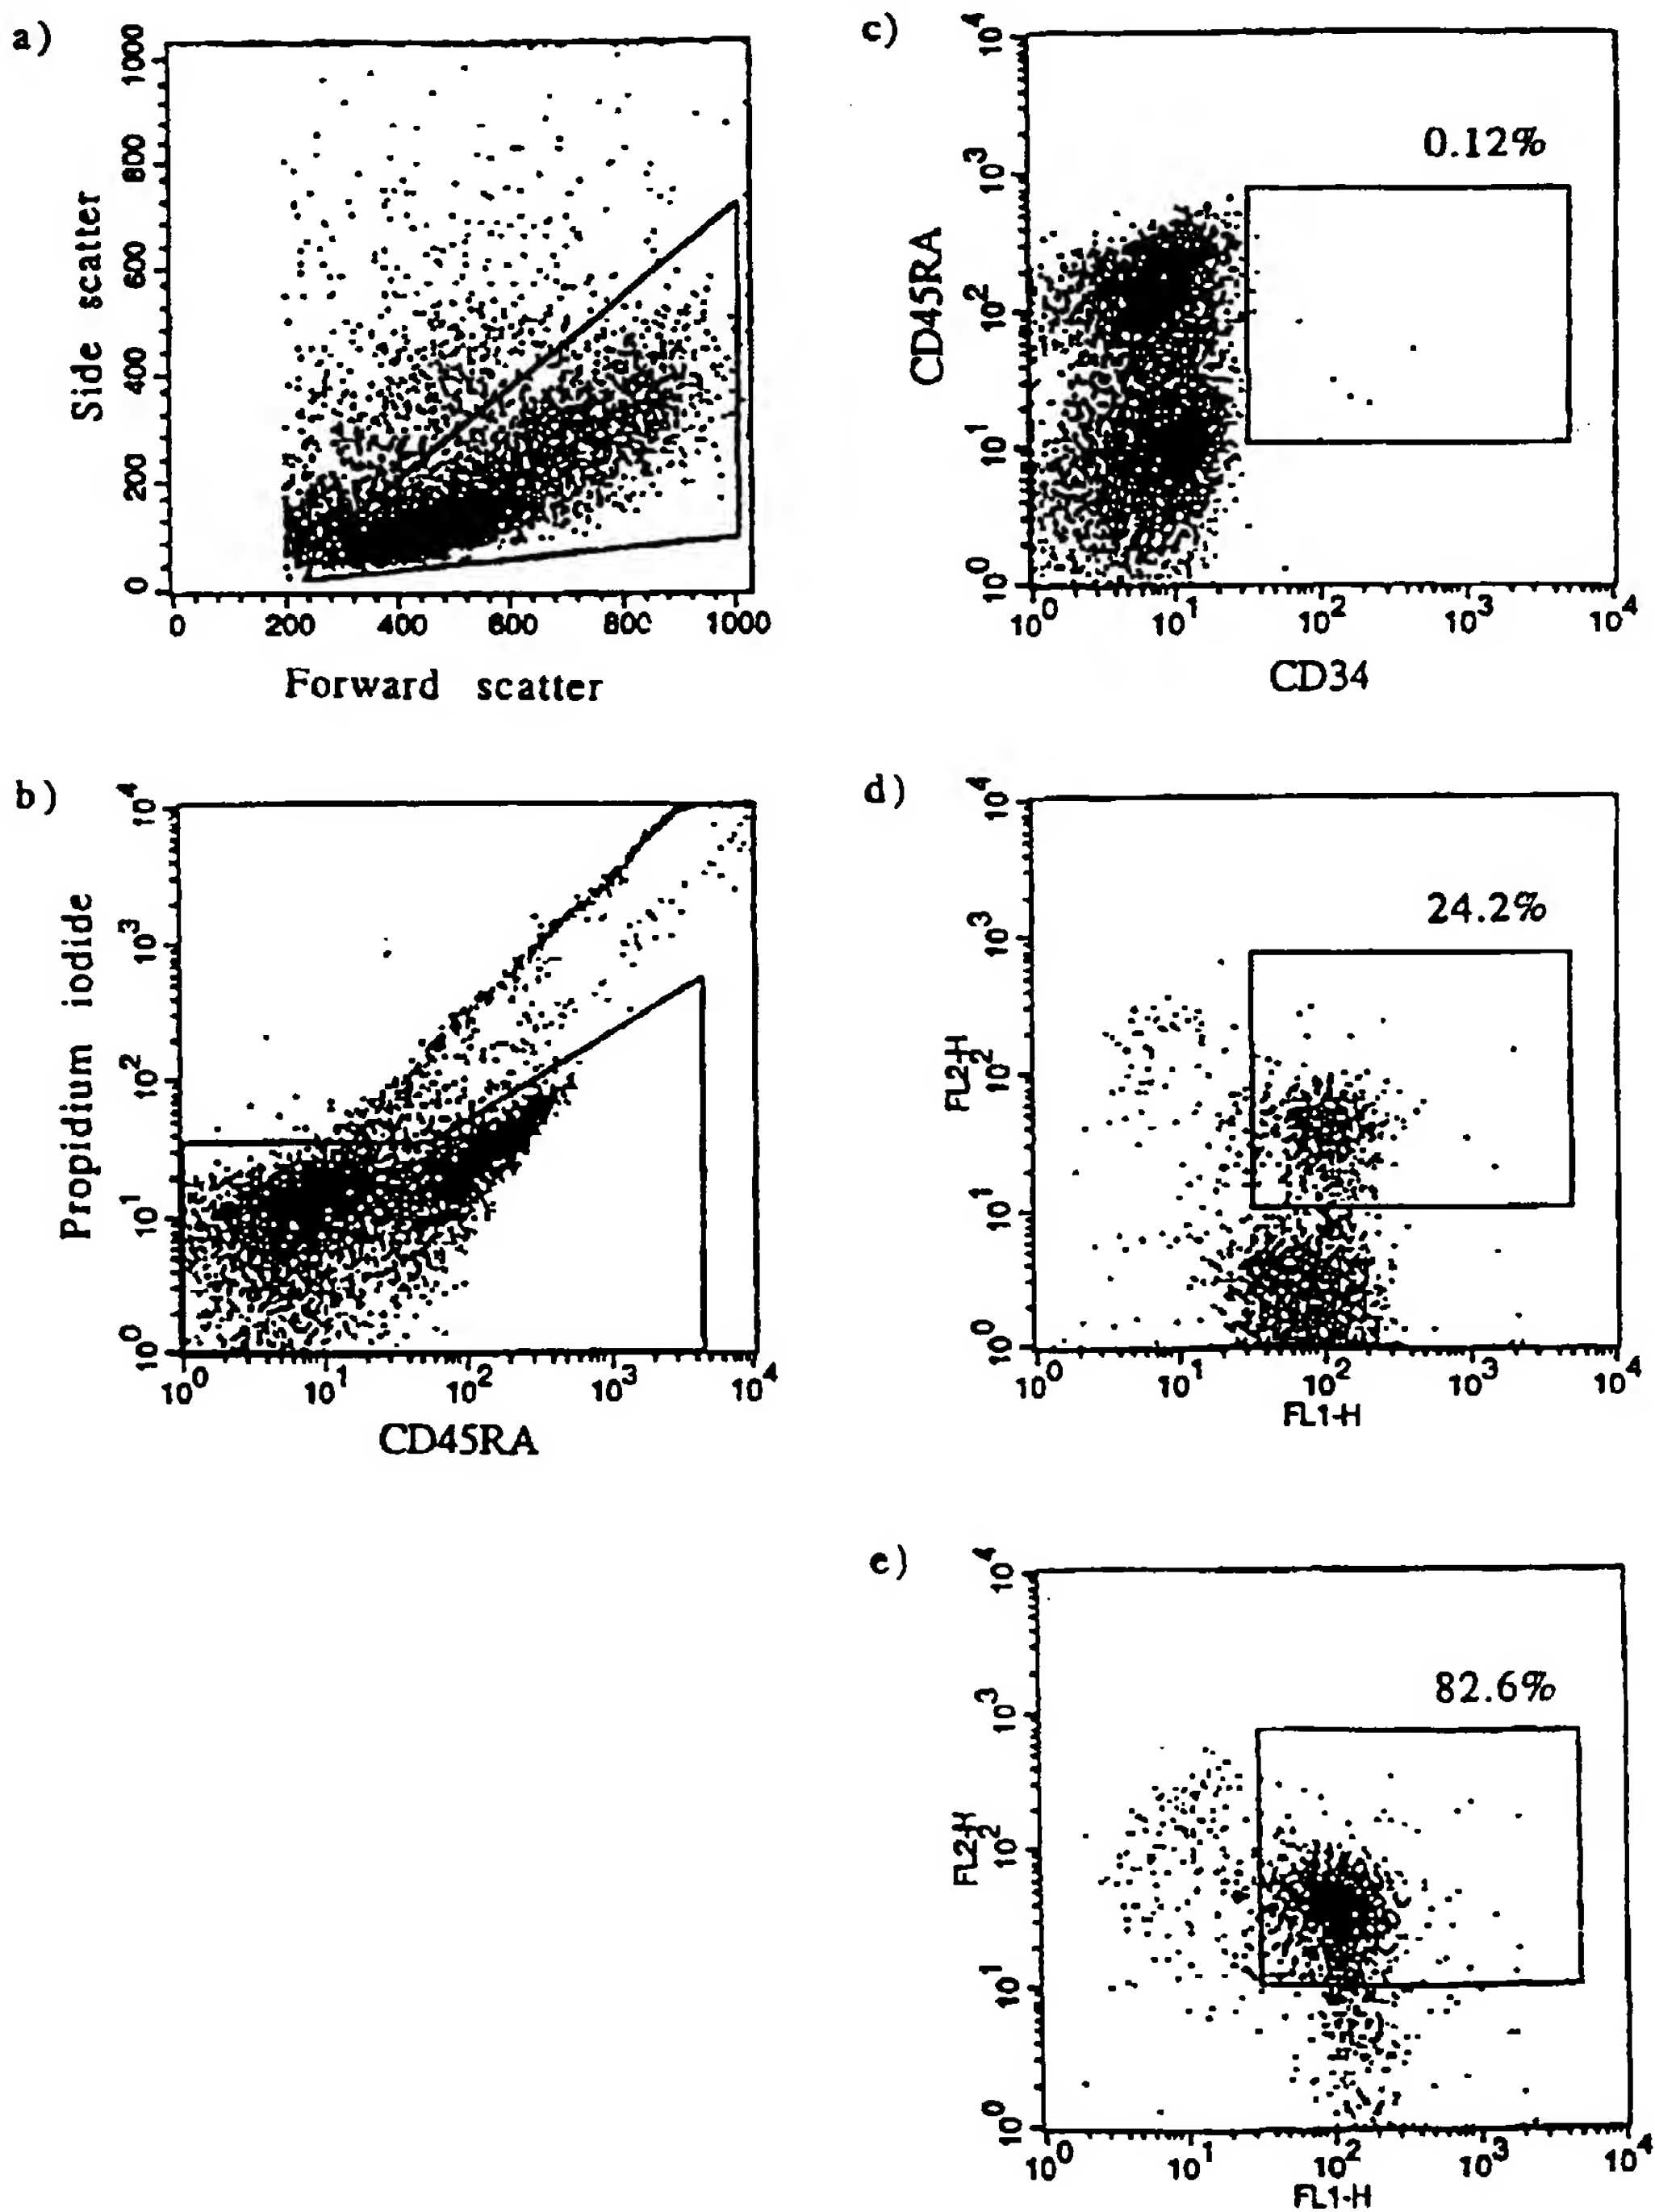 a)
1000
800
600
400
200
0
Side scatter
0 200 400 600 800 1000
Forward scatter
b)
10^4
10^3
10^2
10^1
10^0
Propidium iodide
10^0 10^1 10^2 10^3 10^4
CD45RA
c)
10^4
10^3
10^2
10^1
10^0
CD45RA
0.12%
10^0 10^1 10^2 10^3 10^4
CD34
d)
10^4
10^3
10^2
10^1
10^0
FL2-H
24.2%
10^0 10^1 10^2 10^3 10^4
FL1-H
e)
10^4
10^3
10^2
10^1
10^0
FL2-H
82.6%
10^0 10^1 10^2 10^3 10^4
FL1-H